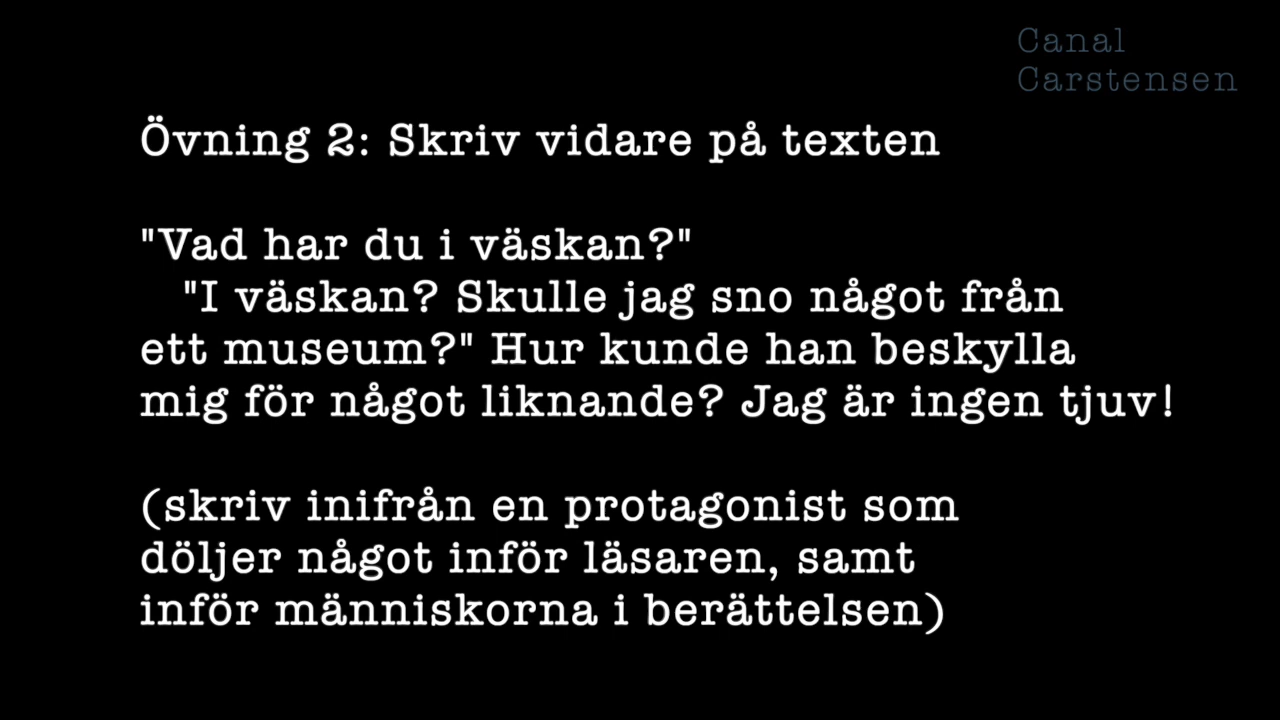 Canal
Carstensen
Övning 2: Skriv vidare på texten
"Vad har du i väskan?"
"I väskan? Skulle jag sno något från
ett museum?" Hur kunde han beskylla
mig för något liknande? Jag är ingen tjuv!
(skriv inifrån en protagonist som
döljer något inför läsaren, samt
inför människorna i berättelsen)